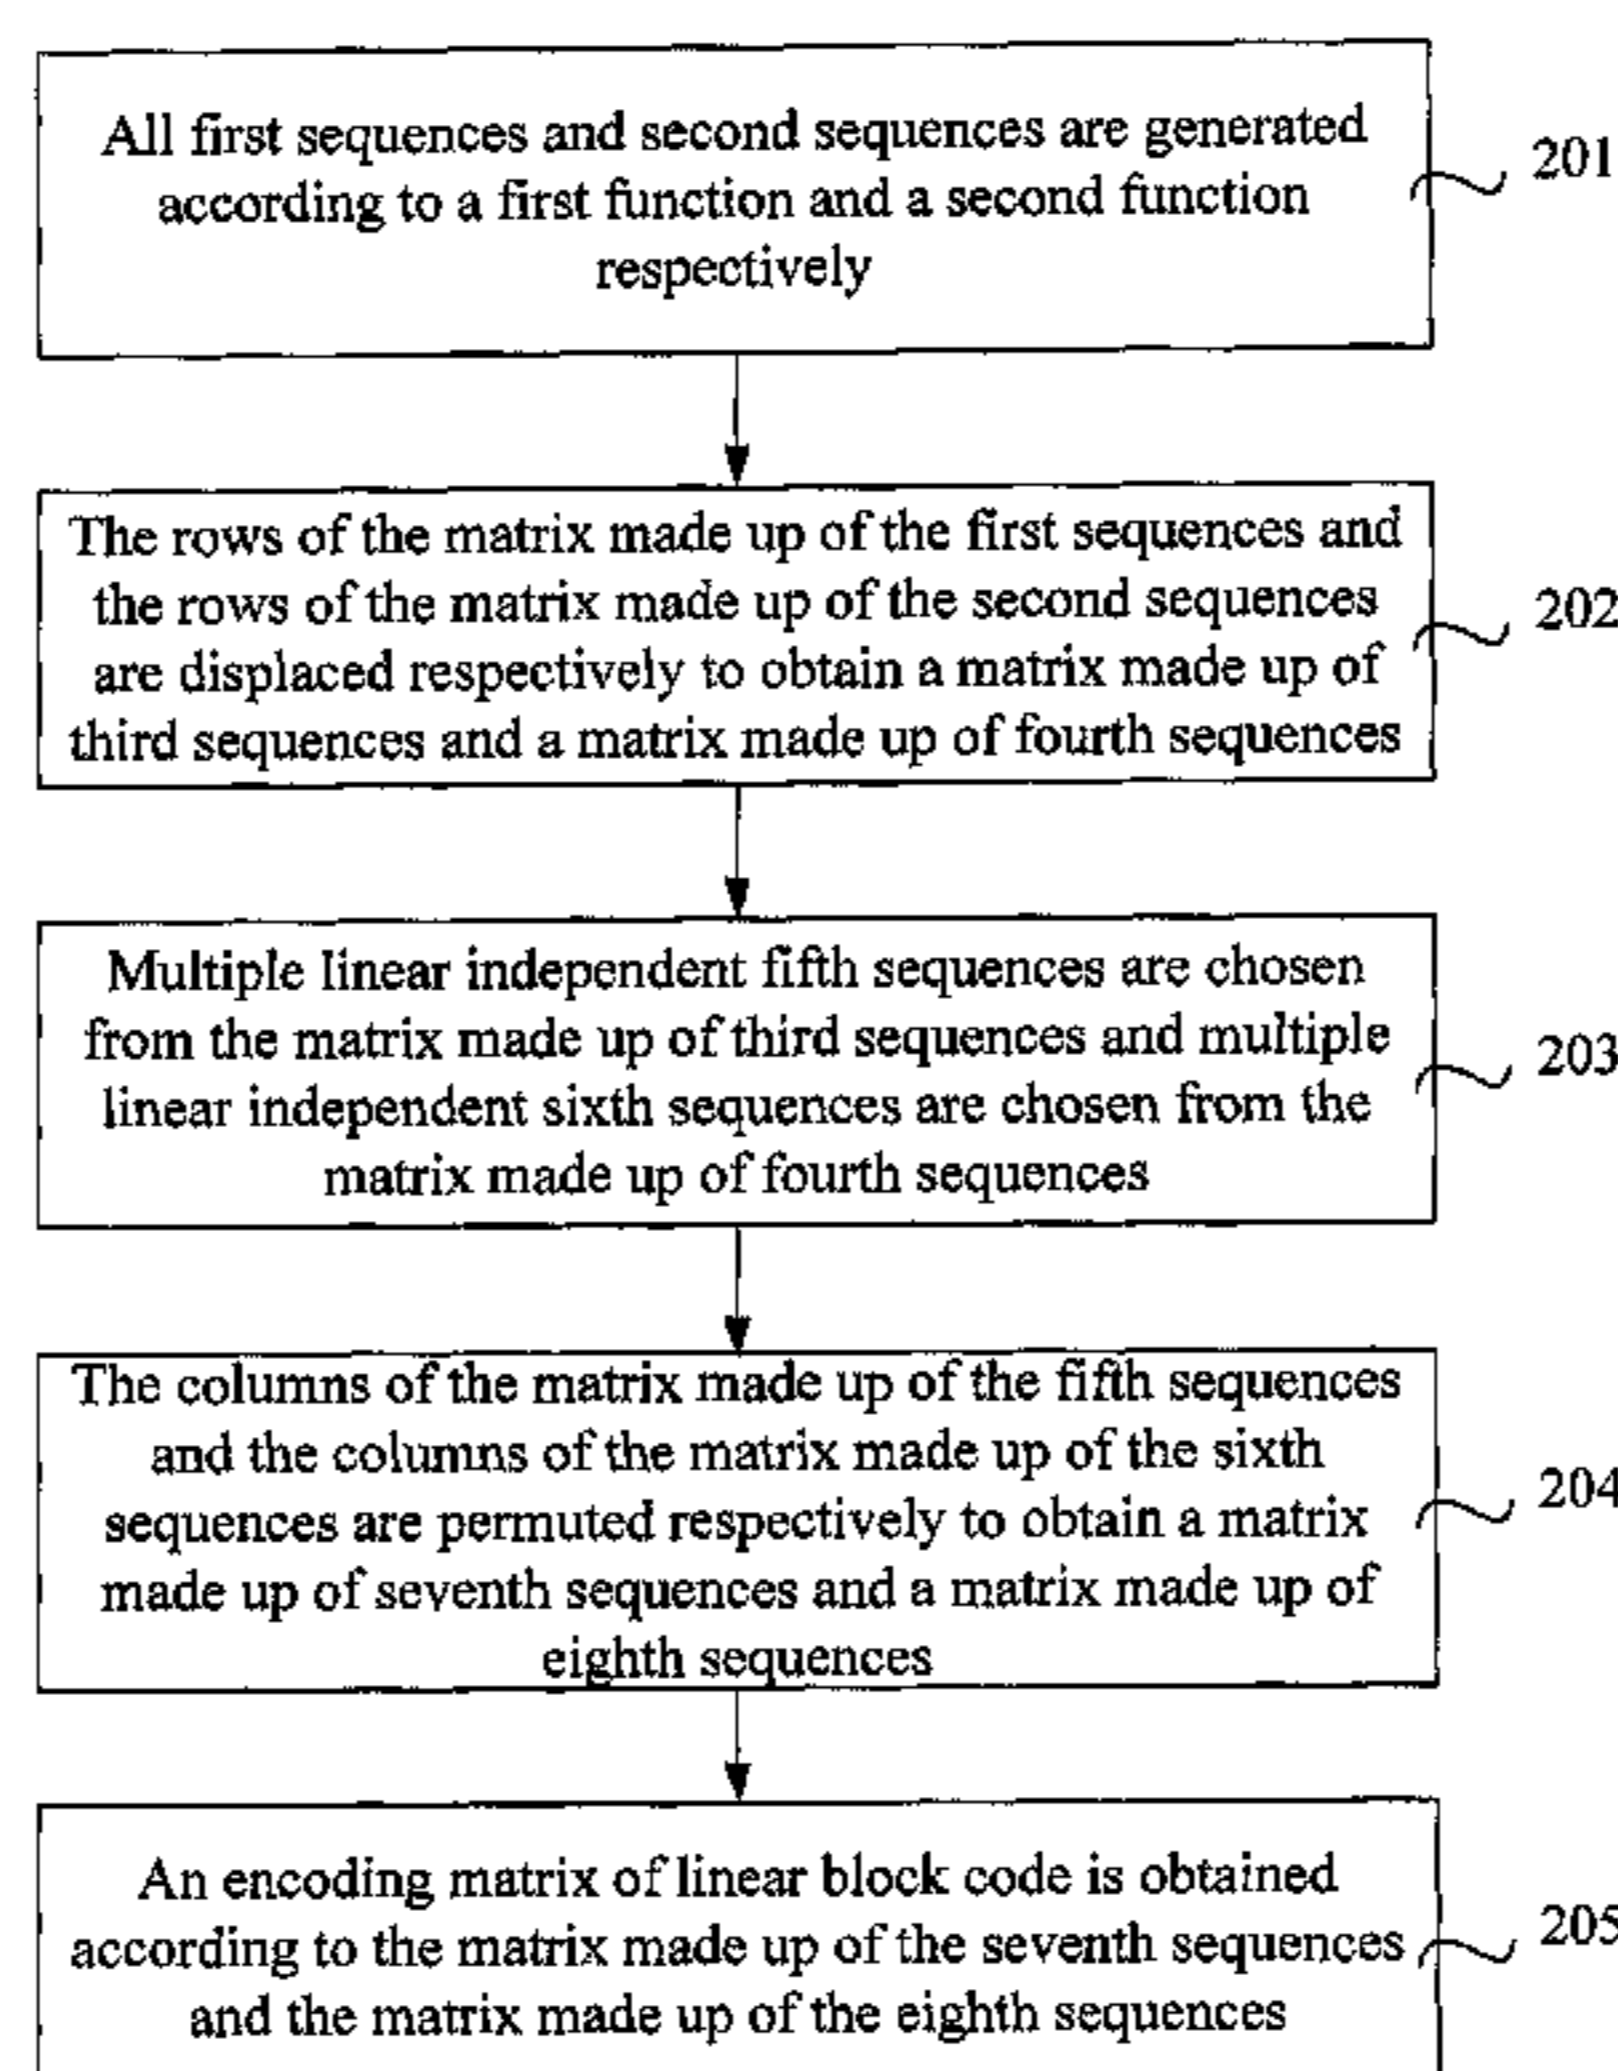 All first sequences and second sequences are generated
according to a first function and a second function
respectively
201
The rows of the matrix made up of the first sequences and
the rows of the matrix made up of the second sequences
are displaced respectively to obtain a matrix made up of
third sequences and a matrix made up of fourth sequences
202
Multiple linear independent fifth sequences are chosen
from the matrix made up of third sequences and multiple
linear independent sixth sequences are chosen from the
matrix made up of fourth sequences
203
The columns of the matrix made up of the fifth sequences
and the columns of the matrix made up of the sixth
sequences are permuted respectively to obtain a matrix
made up of seventh sequences and a matrix made up of
eighth sequences
204
An encoding matrix of linear block code is obtained
according to the matrix made up of the seventh sequences
and the matrix made up of the eighth sequences
205